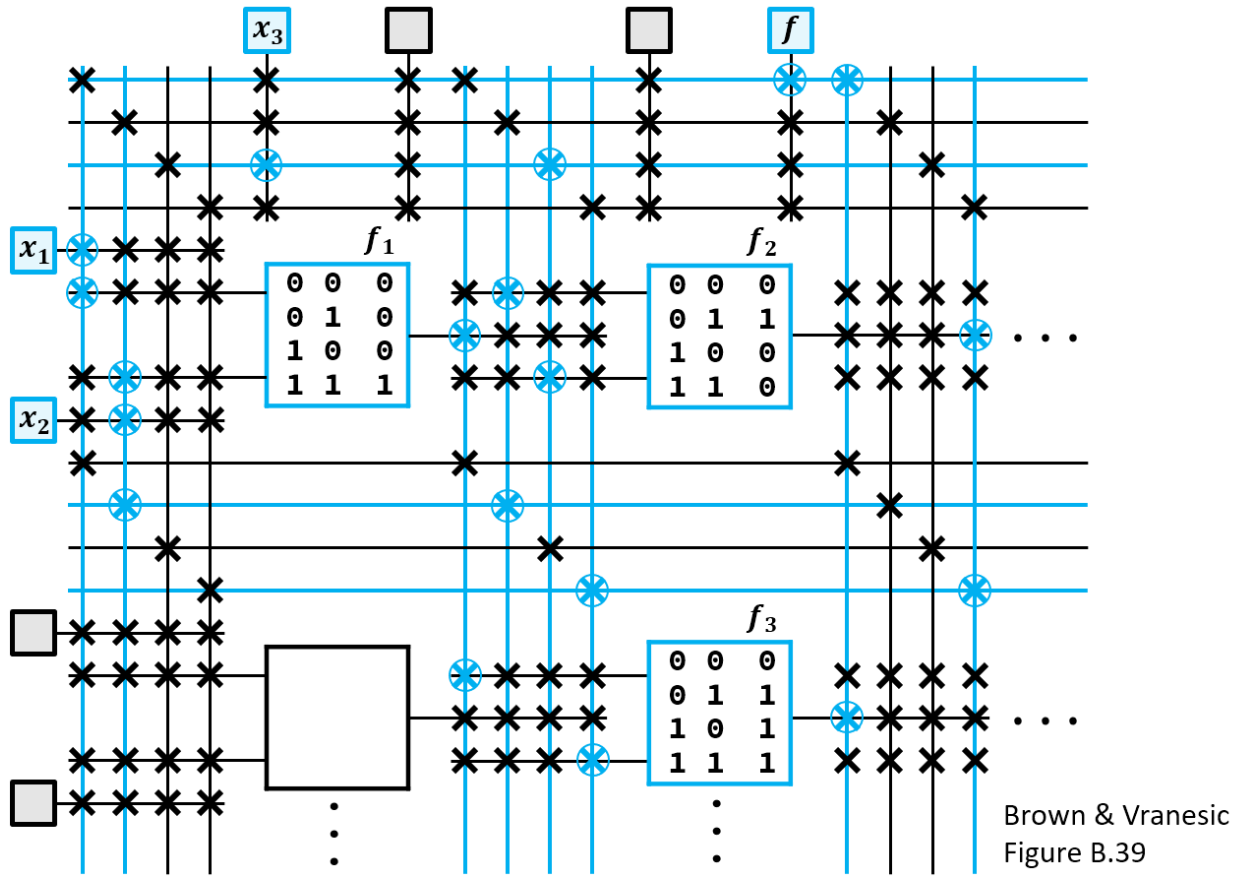 x₃
f
x₁
f₁
f₂
0 0 0
0 1 0
1 0 0
1 1 1
0 0 0
0 1 1
1 0 0
1 1 0
. . .
x₂
f₃
0 0 0
0 1 1
1 0 1
1 1 1
. . .
Brown & Vranesic
Figure B.39